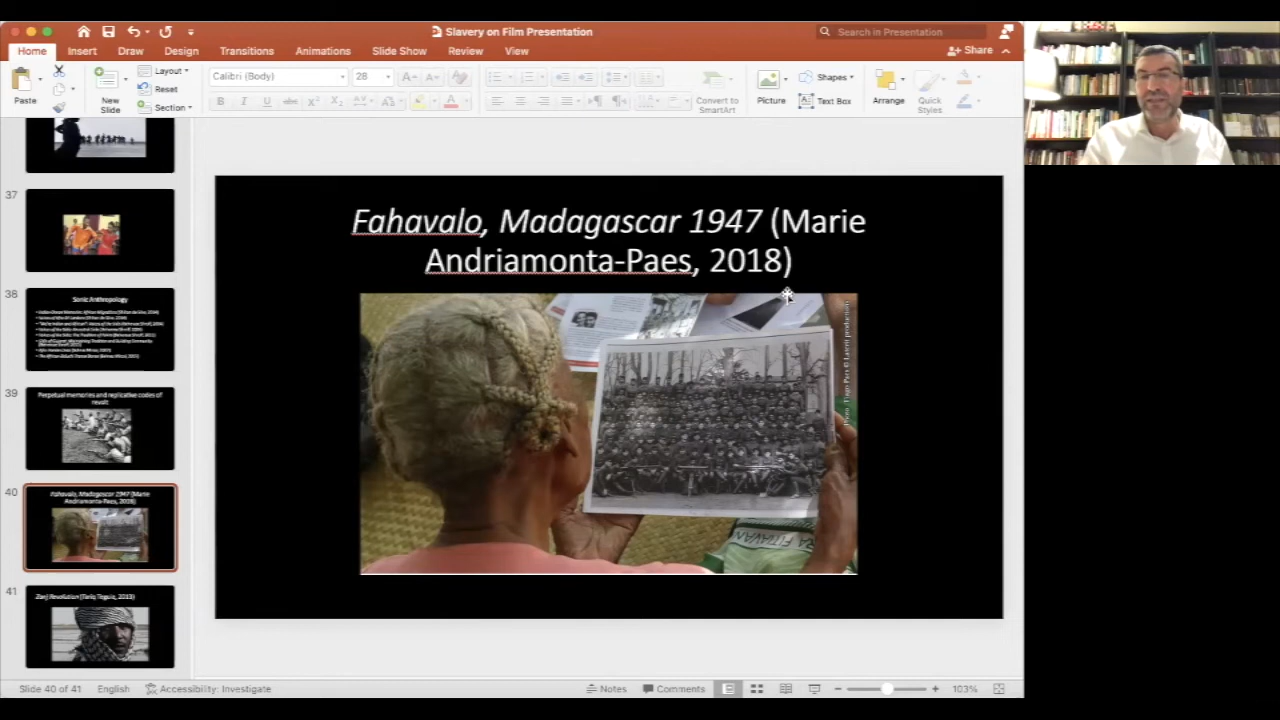 Slavery on Film Presentation
Search in Presentation
Home Insert Draw Design Transitions Animations Slide Show Review View
Share
Paste
New
Slide
Layout
Reset
Section
Calibri (Body)
28
Convert to
SmartArt
Picture
Shapes
Text Box
Arrange
Quick
Styles
37
38
Sonic Anthropology
39
Perpetual memories and replicative codes of
revolt
40
Fahavalo, Madagascar 1947 (Marie
Andriamonta-Paes, 2018)
41
Zanj Revolution (Tariq Teguia, 2013)
Fahavalo, Madagascar 1947 (Marie
Andriamonta-Paes, 2018)
Slide 40 of 41
English
Accessibility: Investigate
Notes
Comments
103%